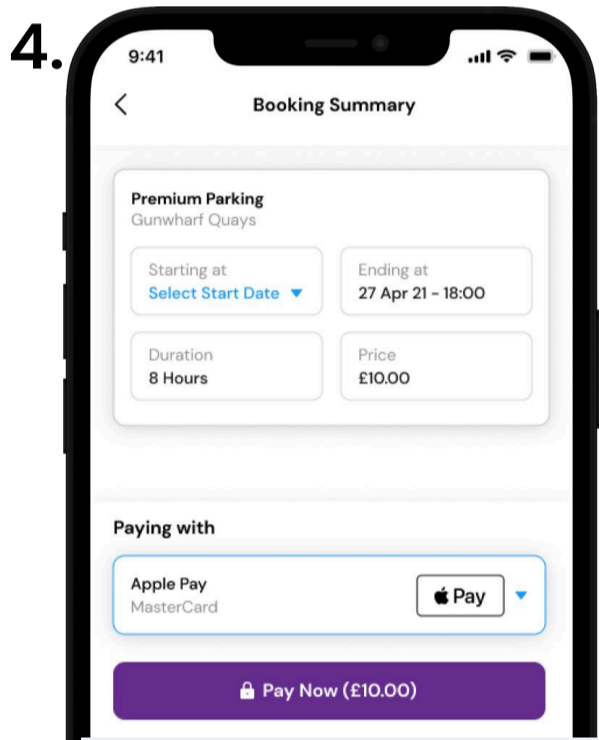 4.
9:41
Booking Summary
Premium Parking
Gunwharf Quays
Starting at
Select Start Date
Ending at
27 Apr 21 - 18:00
Duration
8 Hours
Price
£10.00
Paying with
Apple Pay
MasterCard
Pay
Pay Now (£10.00)